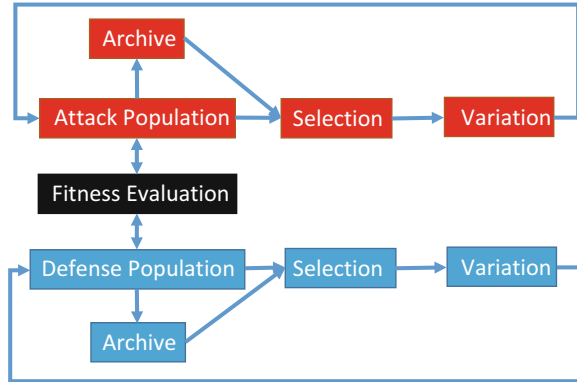 Archive
Attack Population
Selection
Variation
Fitness Evaluation
Defense Population
Selection
Variation
Archive